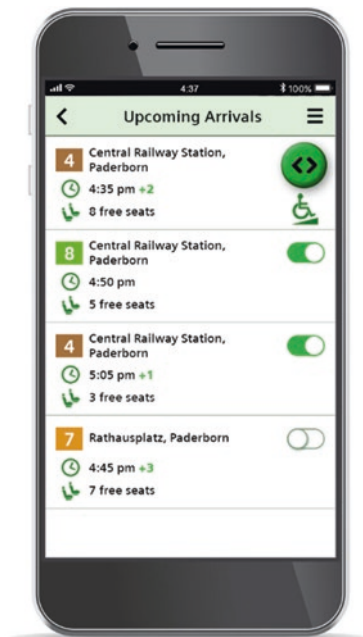 4:37
100%
Upcoming Arrivals
4
Central Railway Station,
Paderborn
4:35 pm +2
8 free seats
8
Central Railway Station,
Paderborn
4:50 pm
5 free seats
4
Central Railway Station,
Paderborn
5:05 pm +1
3 free seats
7 Rathausplatz, Paderborn
4:45 pm +3
7 free seats